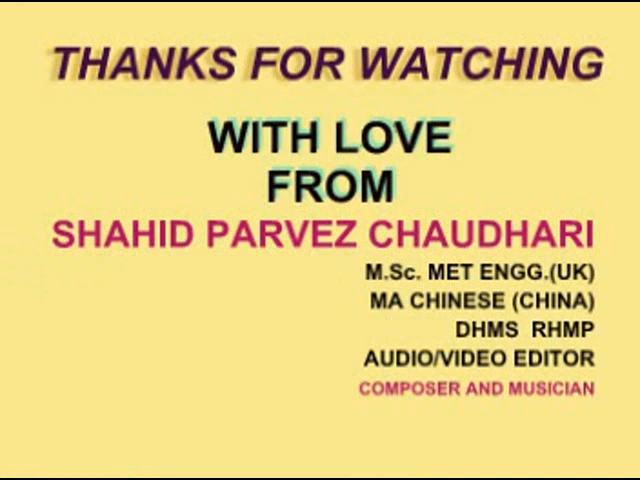 THANKS FOR WATCHING
WITH LOVE
FROM
SHAHID PARVEZ CHAUDHARI
M.Sc. MET ENGG.(UK)
MA CHINESE (CHINA)
DHMS RHMP
AUDIO/VIDEO EDITOR
COMPOSER AND MUSICIAN